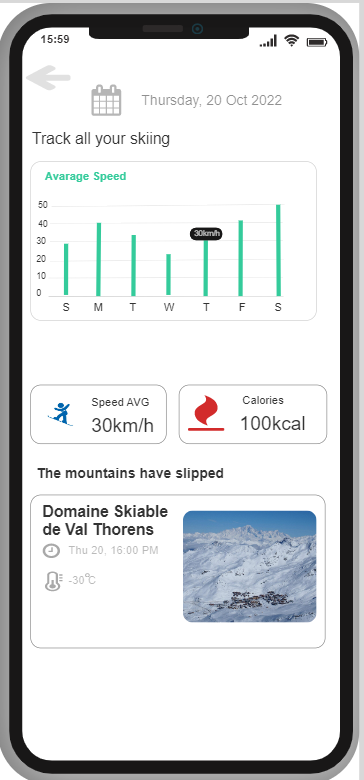 15:59
Thursday, 20 Oct 2022
Track all your skiing
Avarage Speed
50
40
30
20
10
0
30km/h
S M T W T F S
Speed AVG
30km/h
Calories
100kcal
The mountains have slipped
Domaine Skiable
de Val Thorens
Thu 20, 16:00 PM
-30°C